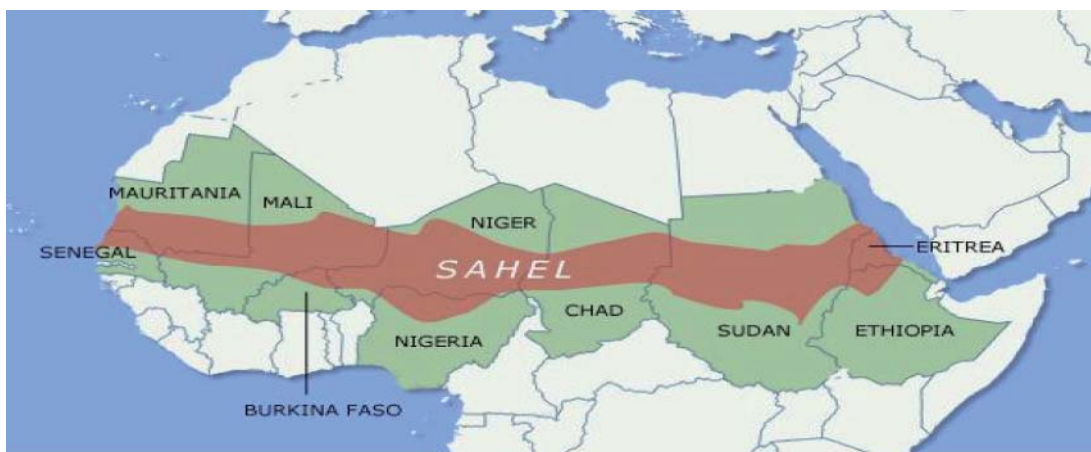 MAURITANIA
MALI
NIGER
SENEGAL
ERITREA
SAHEL
CHAD
SUDAN
ETHIOPIA
NIGERIA
BURKINA FASO